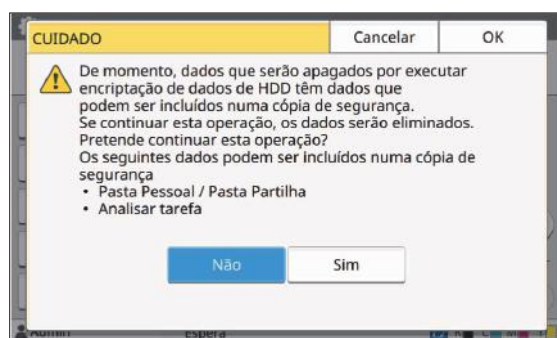 CUIDADO
Cancelar
OK
De momento, dados que serão apagados por executar
encriptação de dados de HDD têm dados que
podem ser incluídos numa cópia de segurança.
Se continuar esta operação, os dados serão eliminados.
Pretende continuar esta operação?
Os seguintes dados podem ser incluídos numa cópia de
segurança
• Pasta Pessoal / Pasta Partilha
• Analisar tarefa
Não
Sim
Admin
Espera
K
C
M